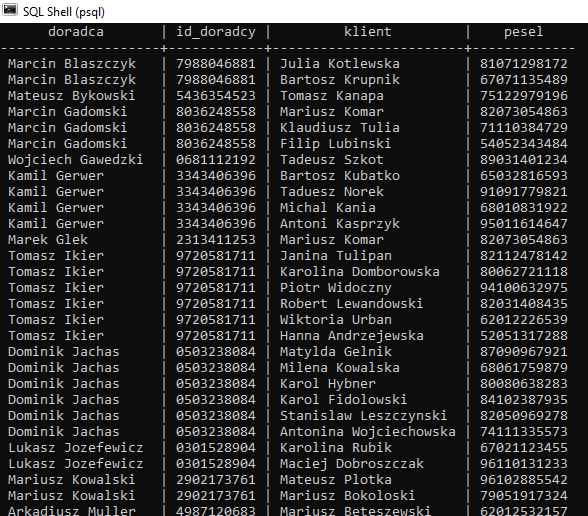 SQL Shell (psql)
doradca | id_doradcy | klient | pesel
-------------------+------------+------------------------+-------------
Marcin Blaszczyk | 7988046881 | Julia Kotlewska | 81071298172
Marcin Blaszczyk | 7988046881 | Bartosz Krupnik | 67071135489
Mateusz Bykowski | 5436354523 | Tomasz Kanapa | 75122979196
Marcin Gadomski | 8036248558 | Mariusz Komar | 82073054863
Marcin Gadomski | 8036248558 | Klaudiusz Tulia | 71110384729
Marcin Gadomski | 8036248558 | Filip Lubinski | 54052343484
Wojciech Gawedzki | 0681112192 | Tadeusz Szkot | 89031401234
Kamil Gerwer | 3343406396 | Bartosz Kubatko | 65032816593
Kamil Gerwer | 3343406396 | Taduesz Norek | 91091779821
Kamil Gerwer | 3343406396 | Michal Kania | 68010831922
Kamil Gerwer | 3343406396 | Antoni Kasprzyk | 95011614647
Marek Glek | 2313411253 | Mariusz Komar | 82073054863
Tomasz Ikier | 9720581711 | Janina Tulipan | 82112478142
Tomasz Ikier | 9720581711 | Karolina Domborowska | 80062721118
Tomasz Ikier | 9720581711 | Piotr Widoczny | 94100632975
Tomasz Ikier | 9720581711 | Robert Lewandowski | 82031408435
Tomasz Ikier | 9720581711 | Wiktoria Urban | 62012226539
Tomasz Ikier | 9720581711 | Hanna Andrzejewska | 52051317288
Dominik Jachas | 0503238084 | Matylda Gelnik | 87090967921
Dominik Jachas | 0503238084 | Milena Kowalska | 68061759879
Dominik Jachas | 0503238084 | Karol Hybner | 80080638283
Dominik Jachas | 0503238084 | Karol Fidolowski | 84102387935
Dominik Jachas | 0503238084 | Stanislaw Leszczynski | 82050969278
Dominik Jachas | 0503238084 | Antonina Wojciechowska | 74111335573
Lukasz Jozefewicz | 0301528904 | Karolina Rubik | 67021123455
Lukasz Jozefewicz | 0301528904 | Maciej Dobroszczak | 96110131233
Mariusz Kowalski | 2902173761 | Mateusz Plotka | 96102885542
Mariusz Kowalski | 2902173761 | Mariusz Bokoloski | 79051917324
Arkadiusz Muller | 4987120683 | Mariusz Beteszewski | 62012532157